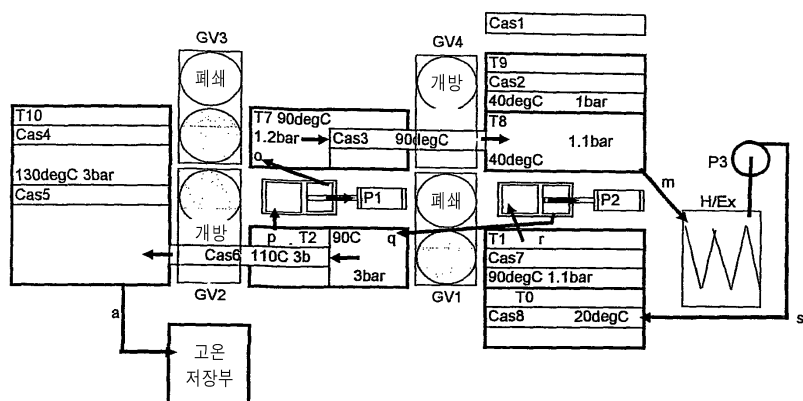 Cas1
GV3
GV4
폐쇄
개방
T9
Cas2
40degC 1bar
T10
Cas4
T7 90degC
1.2bar
Cas3 90degC
T8
1.1bar
40degC
o
P3
130degC 3bar
Cas5
P1
폐쇄
P2
m
H/Ex
개방
p
T2
90C
q
T1
r
Cas6
110C 3b
3bar
Cas7
90degC 1.1bar
GV2
GV1
T0
Cas8 20degC
s
a
고온
저장부